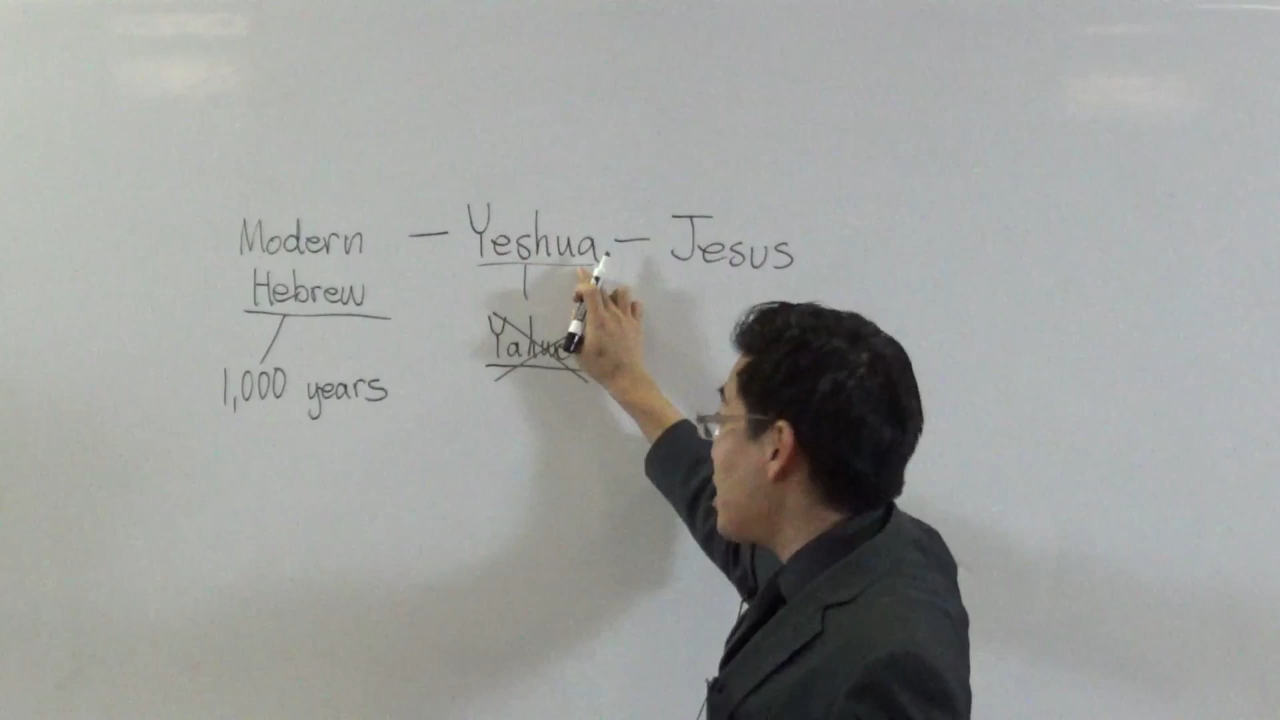 Modern — Yeshua. — Jesus
Hebrew
1,000 years